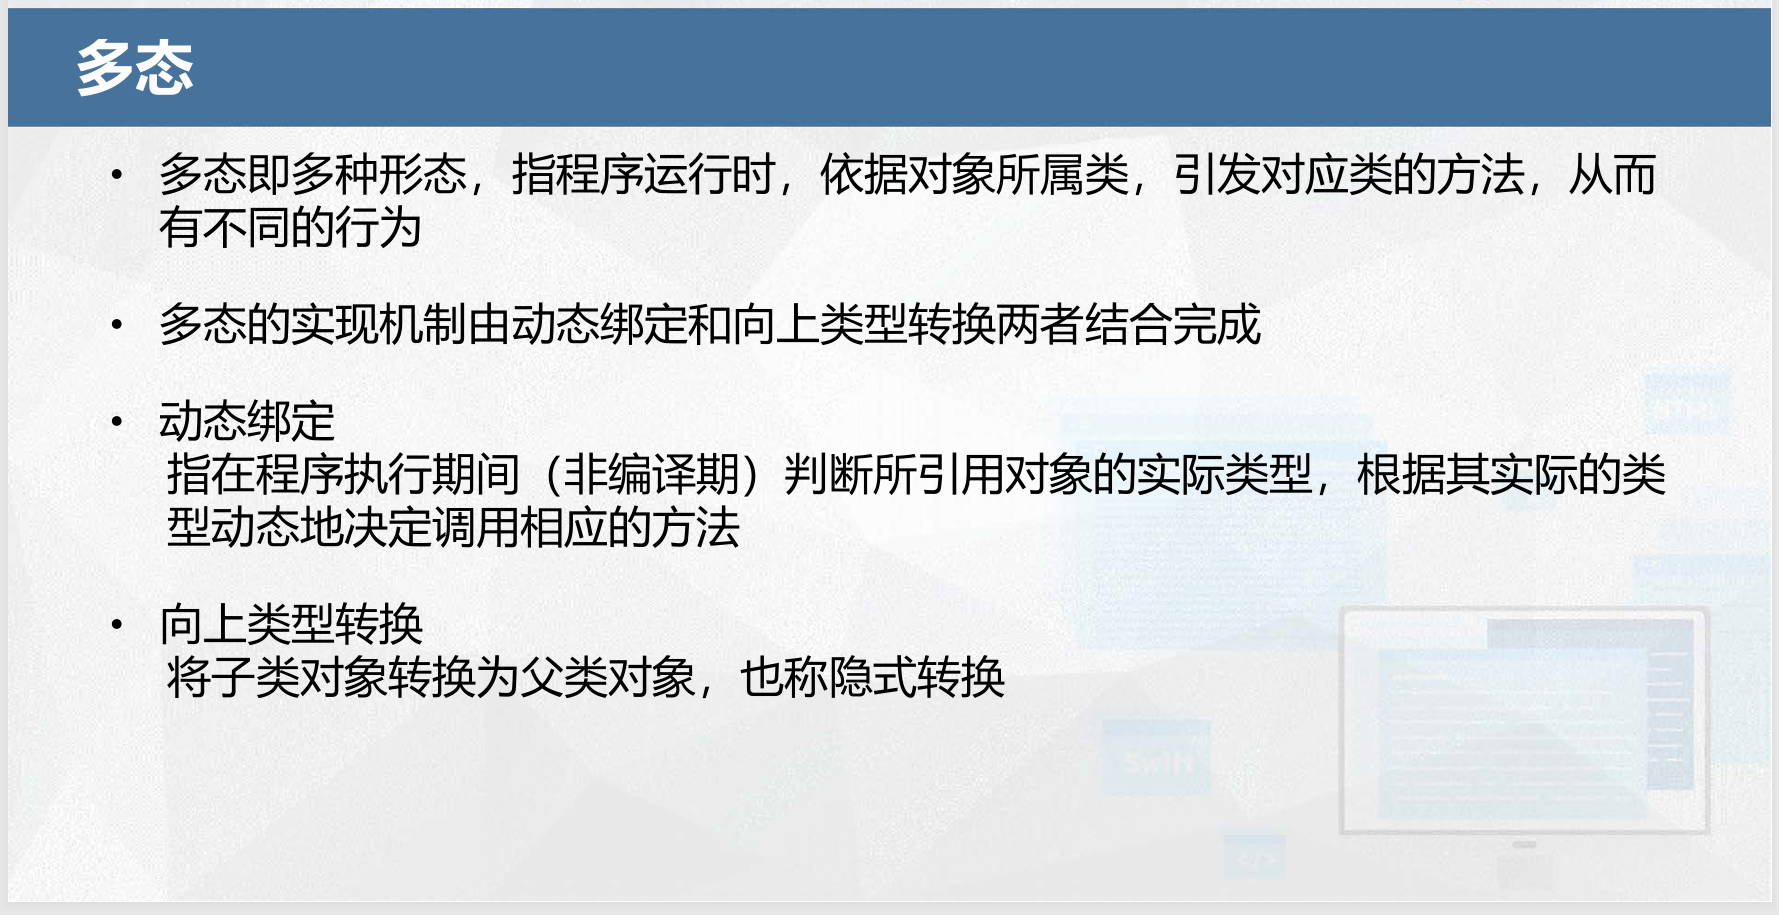 多态
• 多态即多种形态，指程序运行时，依据对象所属类，引发对应类的方法，从而
有不同的行为
• 多态的实现机制由动态绑定和向上类型转换两者结合完成
• 动态绑定
指在程序执行期间（非编译期）判断所引用对象的实际类型，根据其实际的类
型动态地决定调用相应的方法
• 向上类型转换
将子类对象转换为父类对象，也称隐式转换
HTML
Swift
</>